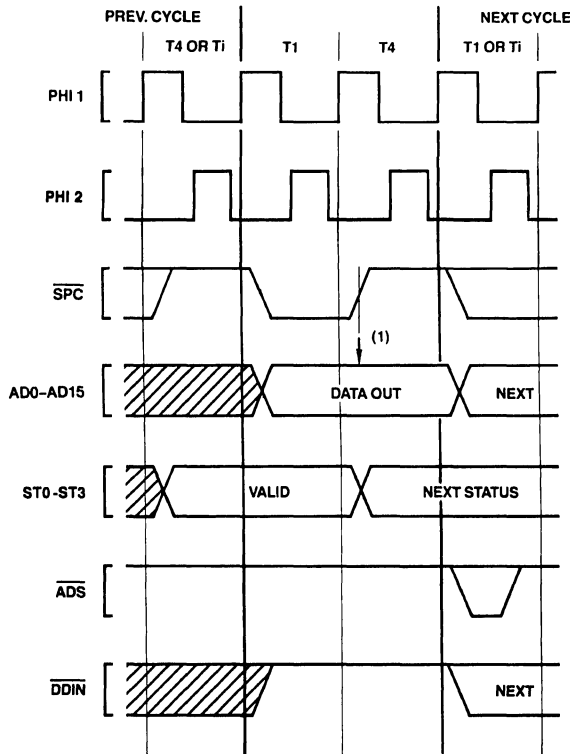 PREV. CYCLE NEXT CYCLE
T4 OR Ti T1 T4 T1 OR Ti
PHI 1
PHI 2
SPC
(1)
AD0-AD15 DATA OUT NEXT
ST0-ST3 VALID NEXT STATUS
ADS
DDIN NEXT